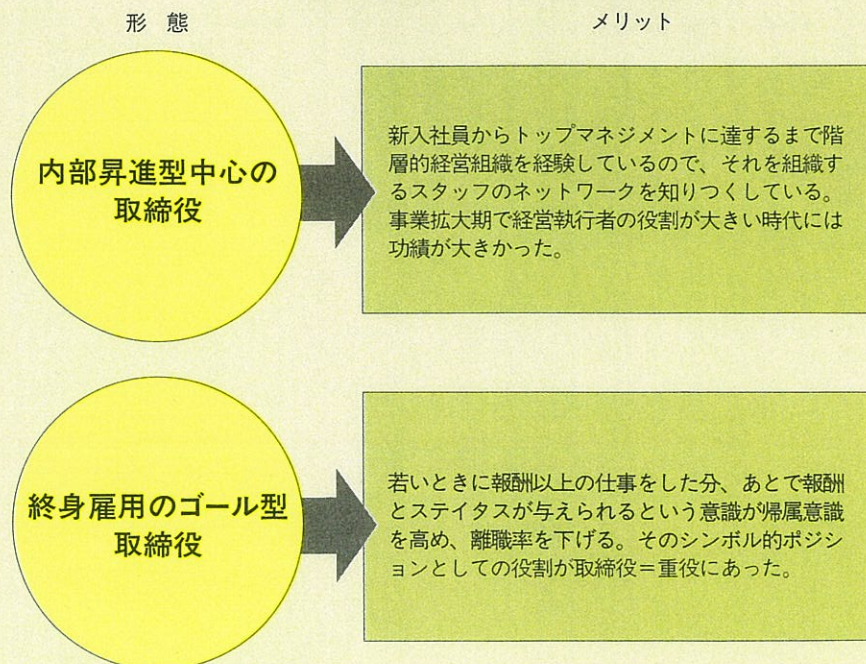 形 態
メリット
内部昇進型中心の
取締役
新入社員からトップマネジメントに達するまで階
層的経営組織を経験しているので、それを組織す
るスタッフのネットワークを知りつくしている。
事業拡大期で経営執行者の役割が大きい時代には
功績が大きかった。
終身雇用のゴール型
取締役
若いときに報酬以上の仕事をした分、あとで報酬
とステイタスが与えられるという意識が帰属意識
を高め、離職率を下げる。そのシンボル的ポジシ
ョンとしての役割が取締役＝重役にあった。